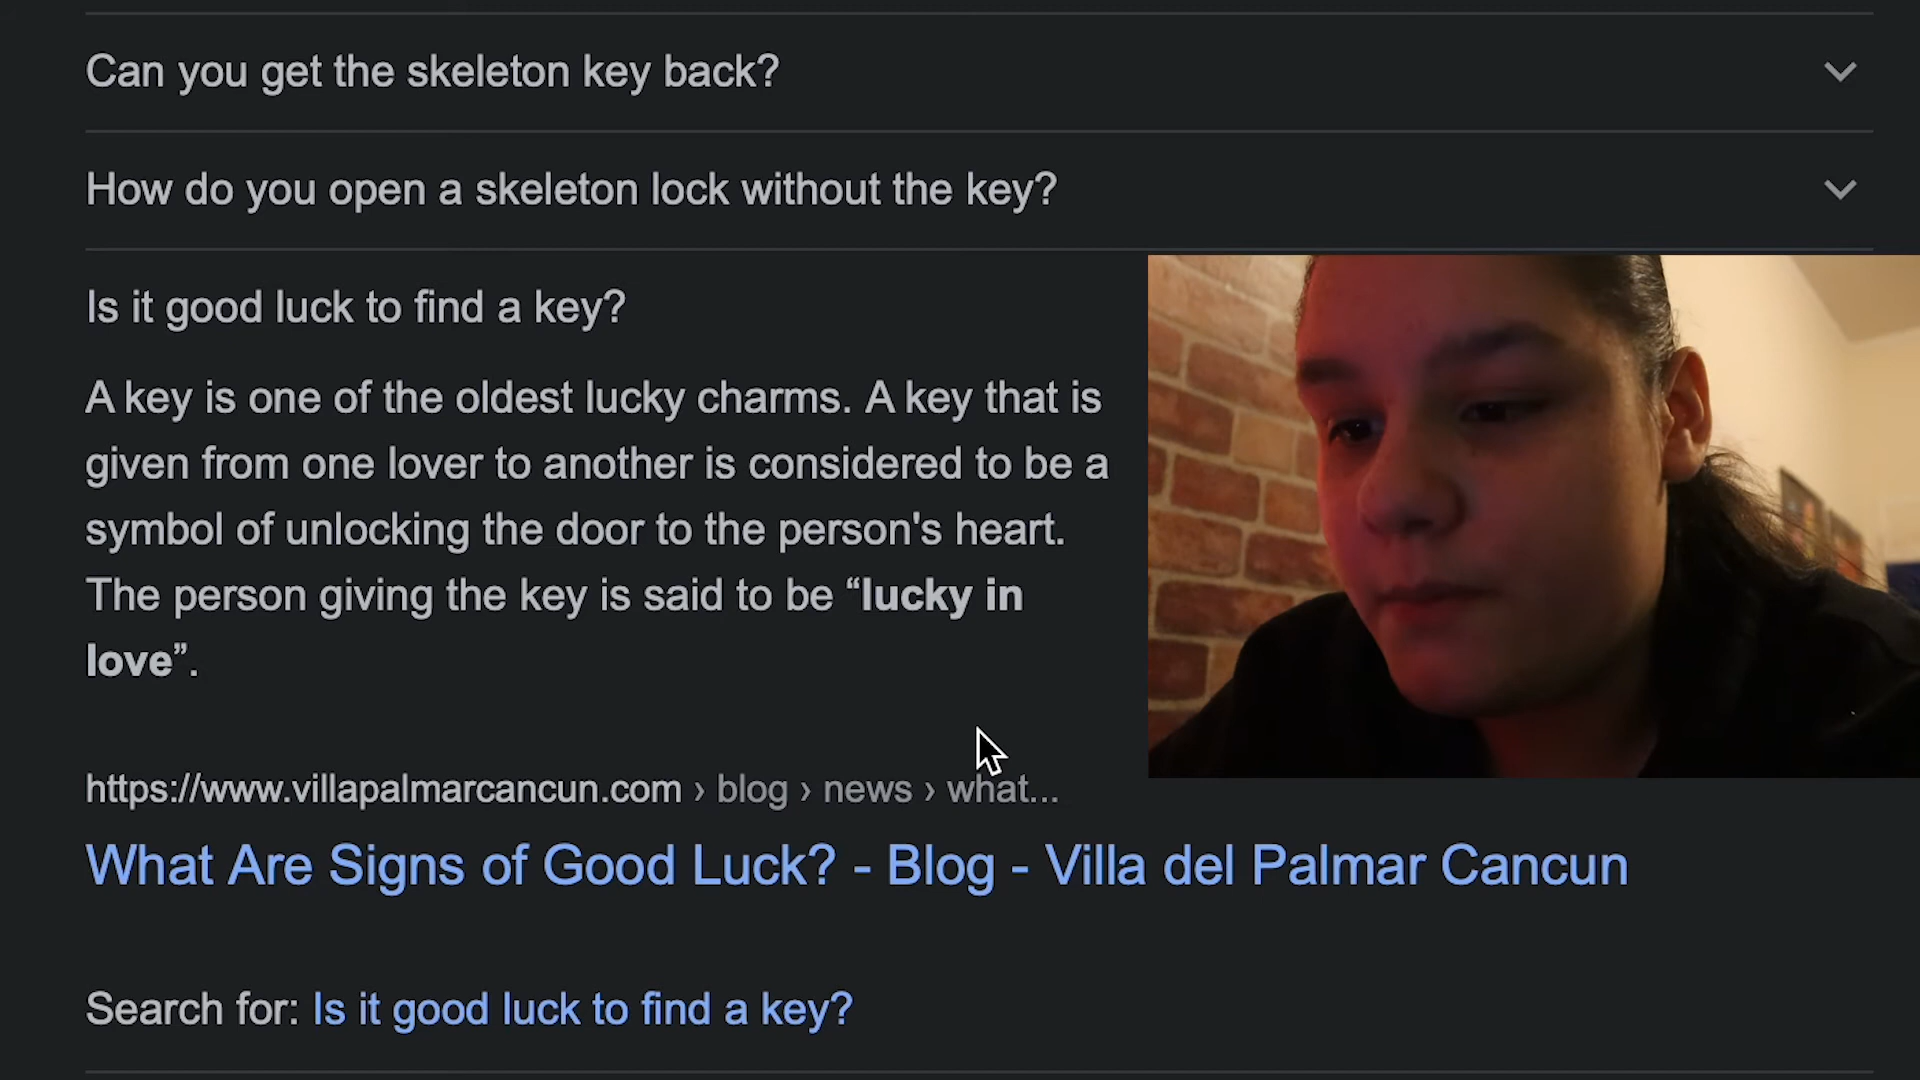 Can you get the skeleton key back?
How do you open a skeleton lock without the key?
Is it good luck to find a key?
A key is one of the oldest lucky charms. A key that is
given from one lover to another is considered to be a
symbol of unlocking the door to the person's heart.
The person giving the key is said to be “lucky in
love”.
https://www.villapalmarcancun.com › blog › news › what...
What Are Signs of Good Luck? - Blog - Villa del Palmar Cancun
Search for: Is it good luck to find a key?